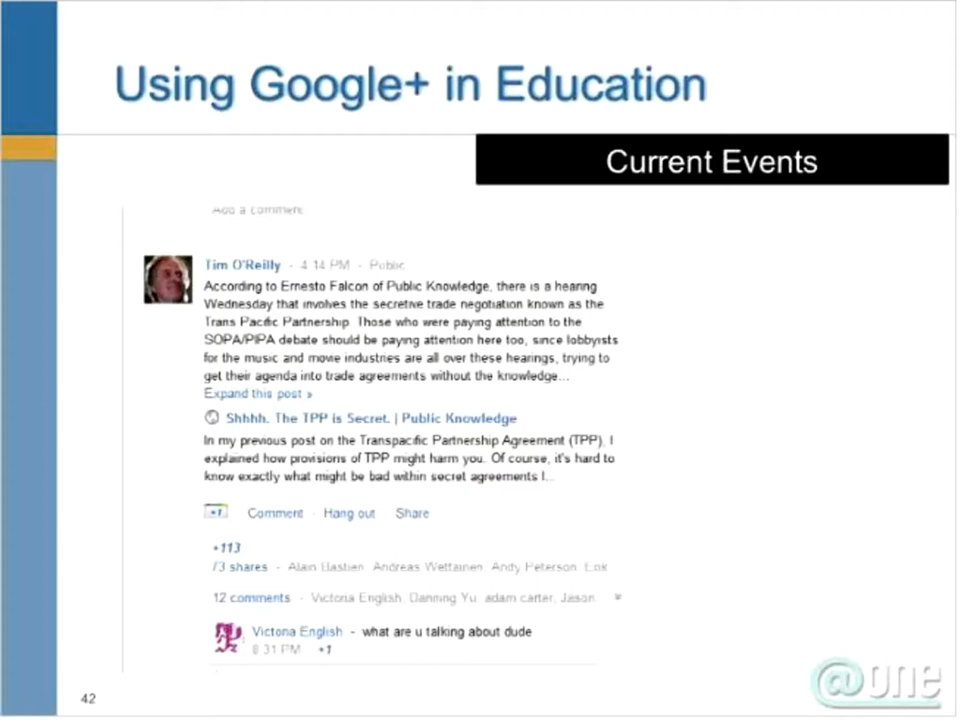 Using Google+ in Education
Current Events
Add a comment
Tim O'Reilly - 4:14 PM - Public
According to Ernesto Falcon of Public Knowledge, there is a hearing
Wednesday that involves the secretive trade negotiation known as the
Trans Pacific Partnership. Those who were paying attention to the
SOPA/PIPA debate should be paying attention here too, since lobbyists
for the music and movie industries are all over these hearings, trying to
get their agenda into trade agreements without the knowledge...
Expand this post »
Shhhh. The TPP is Secret. | Public Knowledge
In my previous post on the Transpacific Partnership Agreement (TPP), I
explained how provisions of TPP might harm you. Of course, it's hard to
know exactly what might be bad within secret agreements I...
+1 Comment - Hang out Share
+113
73 shares - Alain Bastien, Andreas Wettainen, Andy Peterson, Erik
12 comments - Victoria English, Danning Yu, adam carter, Jason
Victoria English - what are u talking about dude
8:31 PM +1
42
@one